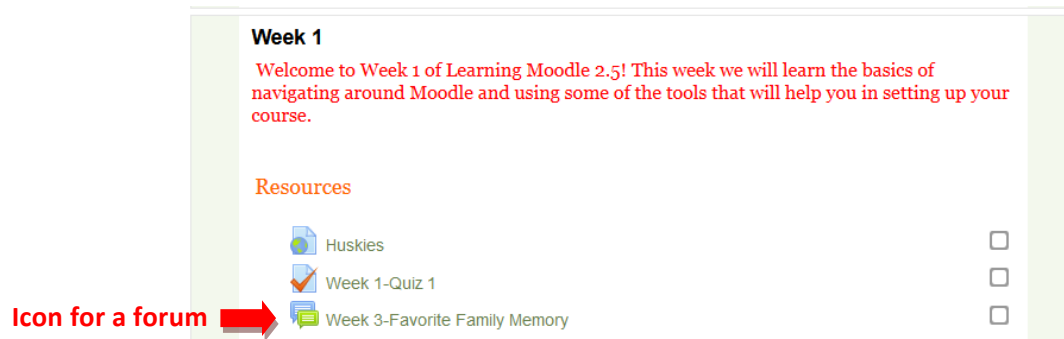 Week 1
Welcome to Week 1 of Learning Moodle 2.5! This week we will learn the basics of
navigating around Moodle and using some of the tools that will help you in setting up your
course.
Resources
Huskies
Week 1-Quiz 1
Icon for a forum Week 3-Favorite Family Memory